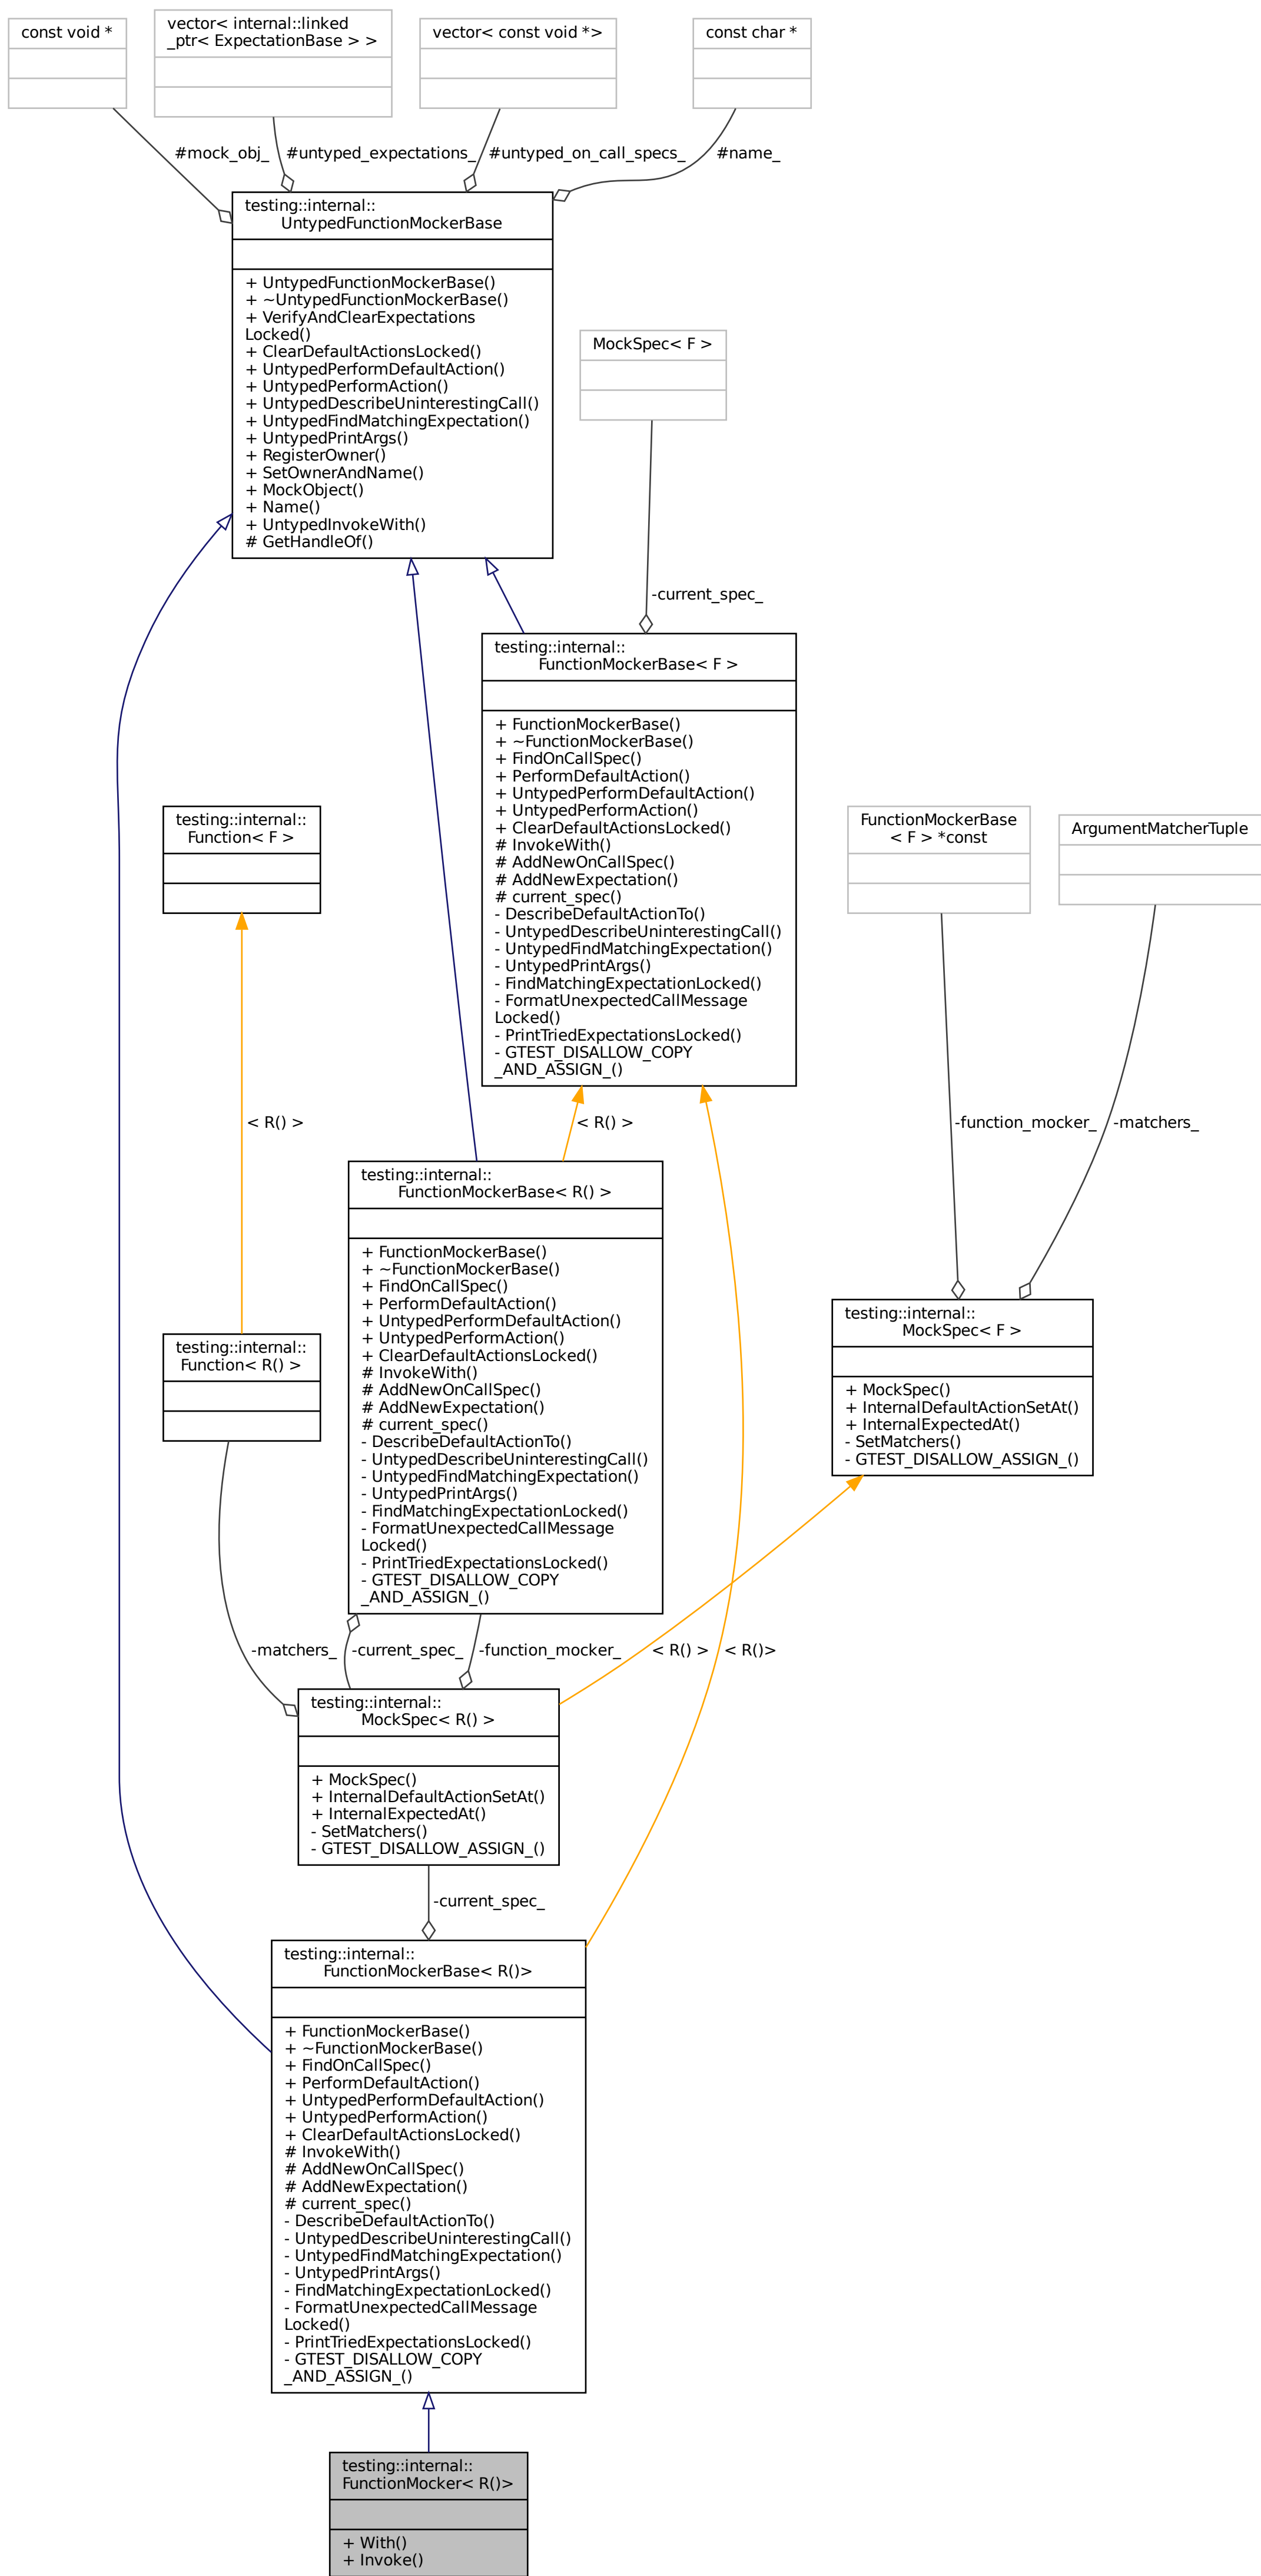 const void *
vector< internal::linked
_ptr< ExpectationBase > >
vector< const void *>
const char *
#mock_obj_
#untyped_expectations_
#untyped_on_call_specs_
#name_
testing::internal::
UntypedFunctionMockerBase
+ UntypedFunctionMockerBase()
+ ~UntypedFunctionMockerBase()
+ VerifyAndClearExpectations
Locked()
+ ClearDefaultActionsLocked()
+ UntypedPerformDefaultAction()
+ UntypedPerformAction()
+ UntypedDescribeUninterestingCall()
+ UntypedFindMatchingExpectation()
+ UntypedPrintArgs()
+ RegisterOwner()
+ SetOwnerAndName()
+ MockObject()
+ Name()
+ UntypedInvokeWith()
# GetHandleOf()
MockSpec< F >
-current_spec_
testing::internal::
FunctionMockerBase< F >
+ FunctionMockerBase()
+ ~FunctionMockerBase()
+ FindOnCallSpec()
+ PerformDefaultAction()
+ UntypedPerformDefaultAction()
+ UntypedPerformAction()
+ ClearDefaultActionsLocked()
# InvokeWith()
# AddNewOnCallSpec()
# AddNewExpectation()
# current_spec()
- DescribeDefaultActionTo()
- UntypedDescribeUninterestingCall()
- UntypedFindMatchingExpectation()
- UntypedPrintArgs()
- FindMatchingExpectationLocked()
- FormatUnexpectedCallMessage
Locked()
- PrintTriedExpectationsLocked()
- GTEST_DISALLOW_COPY
_AND_ASSIGN_()
testing::internal::
Function< F >
FunctionMockerBase
< F > *const
ArgumentMatcherTuple
< R() >
< R() >
-function_mocker_
-matchers_
testing::internal::
FunctionMockerBase< R() >
+ FunctionMockerBase()
+ ~FunctionMockerBase()
+ FindOnCallSpec()
+ PerformDefaultAction()
+ UntypedPerformDefaultAction()
+ UntypedPerformAction()
+ ClearDefaultActionsLocked()
# InvokeWith()
# AddNewOnCallSpec()
# AddNewExpectation()
# current_spec()
- DescribeDefaultActionTo()
- UntypedDescribeUninterestingCall()
- UntypedFindMatchingExpectation()
- UntypedPrintArgs()
- FindMatchingExpectationLocked()
- FormatUnexpectedCallMessage
Locked()
- PrintTriedExpectationsLocked()
- GTEST_DISALLOW_COPY
_AND_ASSIGN_()
testing::internal::
MockSpec< F >
+ MockSpec()
+ InternalDefaultActionSetAt()
+ InternalExpectedAt()
- SetMatchers()
- GTEST_DISALLOW_ASSIGN_()
testing::internal::
Function< R() >
-matchers_
-current_spec_
-function_mocker_
< R() >
< R()>
testing::internal::
MockSpec< R() >
+ MockSpec()
+ InternalDefaultActionSetAt()
+ InternalExpectedAt()
- SetMatchers()
- GTEST_DISALLOW_ASSIGN_()
-current_spec_
testing::internal::
FunctionMockerBase< R()>
+ FunctionMockerBase()
+ ~FunctionMockerBase()
+ FindOnCallSpec()
+ PerformDefaultAction()
+ UntypedPerformDefaultAction()
+ UntypedPerformAction()
+ ClearDefaultActionsLocked()
# InvokeWith()
# AddNewOnCallSpec()
# AddNewExpectation()
# current_spec()
- DescribeDefaultActionTo()
- UntypedDescribeUninterestingCall()
- UntypedFindMatchingExpectation()
- UntypedPrintArgs()
- FindMatchingExpectationLocked()
- FormatUnexpectedCallMessage
Locked()
- PrintTriedExpectationsLocked()
- GTEST_DISALLOW_COPY
_AND_ASSIGN_()
testing::internal::
FunctionMocker< R()>
+ With()
+ Invoke()